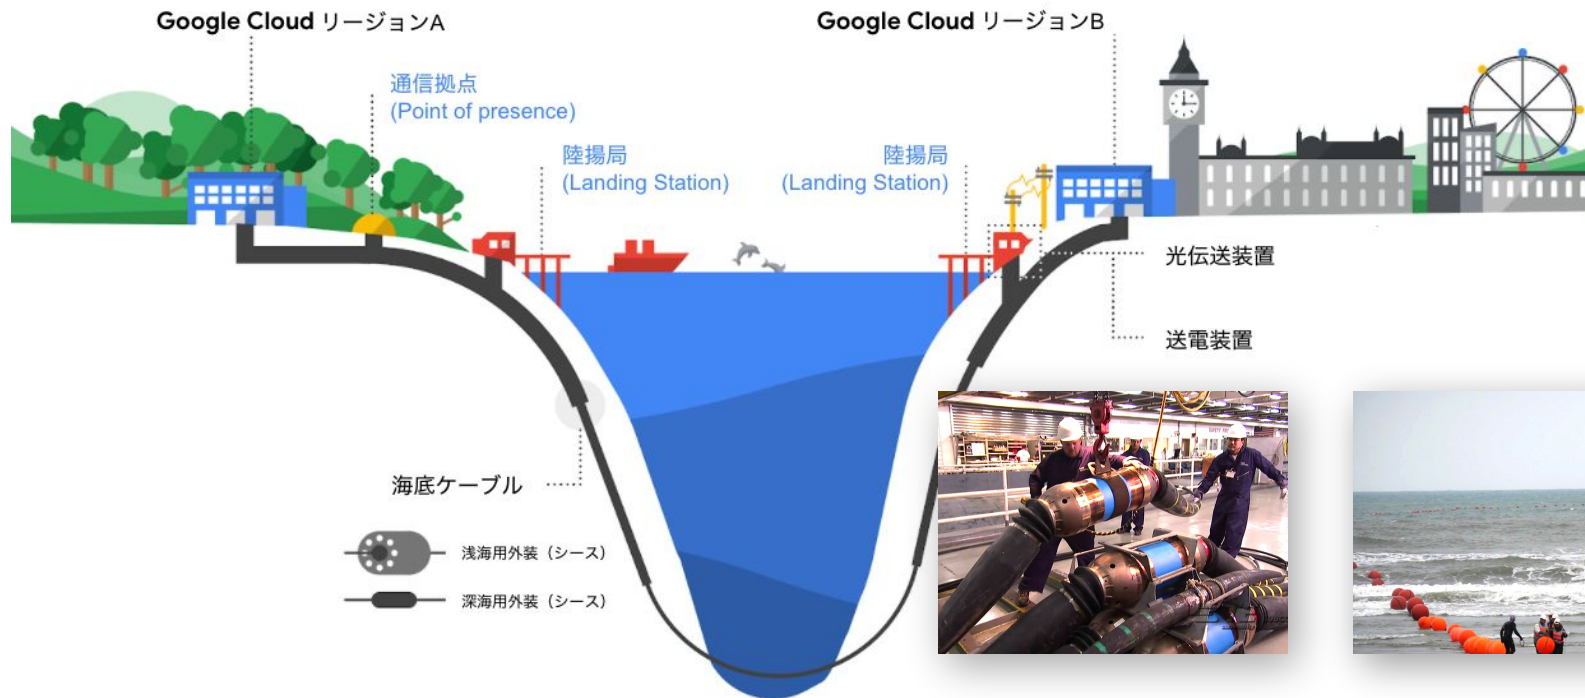 Google Cloud リージョンA
Google Cloud リージョンB
通信拠点
(Point of presence)
陸揚局
(Landing Station)
陸揚局
(Landing Station)
光伝送装置
送電装置
海底ケーブル
浅海用外装（シース）
深海用外装（シース）